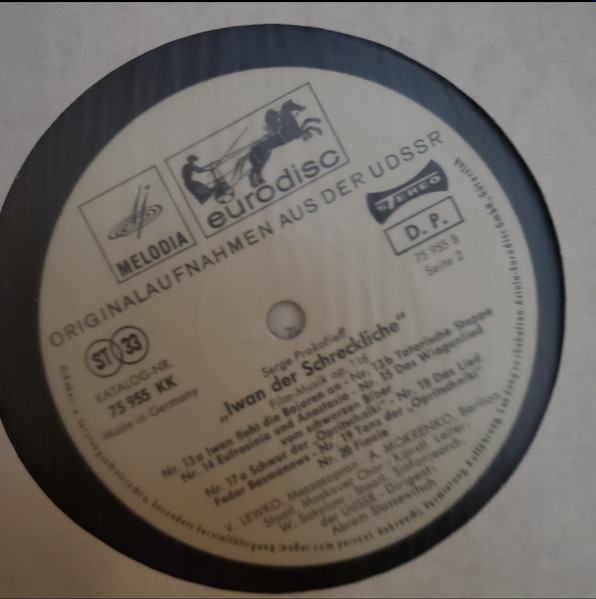 MELODIA
eurodisc
ORIGINALAUFNAHMEN AUS DER UDSSR
STEREO
D. P.
75 955 B
Seite 2
ST 33
KATALOG-NR.
75 955 KK
Made in Germany
Serge Prokofieff
„Iwan der Schreckliche“
Film-Musik op. 116
Nr. 13 a Iwan fleht die Bojaren an - Nr. 13 b Tatarische Steppe
Nr. 14 Eufrosinia und Anastasia - Nr. 15 Das Wiegenlied
vom schwarzen Biber
Nr. 17 a Schwur der „Opritschniki“ - Nr. 18 Das Lied
Fedor Basmanows - Nr. 19 Tanz der „Opritschniki“
Nr. 20 Finale
V. LEWKO, Mezzosopran - A. MOKRENKO, Bariton
Staatl. Moskauer Chor - Künstl. Leiter:
W. Sokolow - Staatl. Sinfonieorch.
der UdSSR - Dirigent:
Abram Stassewitsch